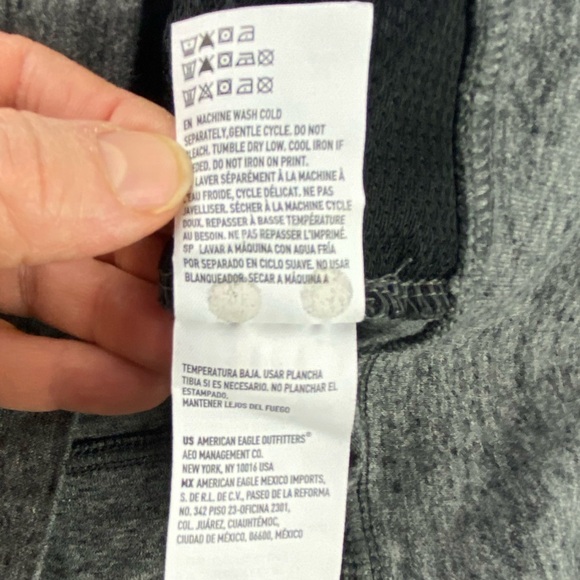 EN MACHINE WASH COLD
SEPARATELY, GENTLE CYCLE. DO NOT
LEACH. TUMBLE DRY LOW. COOL IRON IF
DED. DO NOT IRON ON PRINT.
LAVER SÉPARÉMENT À LA MACHINE À
EAU FROIDE, CYCLE DÉLICAT. NE PAS
JAVELLISER. SÉCHER À LA MACHINE CYCLE
DOUX. REPASSER À BASSE TEMPÉRATURE
AU BESOIN. NE PAS REPASSER L'IMPRIMÉ.
SP LAVAR A MÁQUINA CON AGUA FRÍA
POR SEPARADO EN CICLO SUAVE. NO USAR
BLANQUEADOR. SECAR A MÁQUINA A
TEMPERATURA BAJA. USAR PLANCHA
TIBIA SI ES NECESARIO. NO PLANCHAR EL
ESTAMPADO.
MANTENER LEJOS DEL FUEGO
US AMERICAN EAGLE OUTFITTERS®
AEO MANAGEMENT CO.
NEW YORK, NY 10016 USA
MX AMERICAN EAGLE MEXICO IMPORTS,
S. DE R.L. DE C.V., PASEO DE LA REFORMA
NO. 342 PISO 23-OFICINA 2301,
COL. JUÁREZ, CUAUHTÉMOC,
CIUDAD DE MÉXICO, 06600, MÉXICO